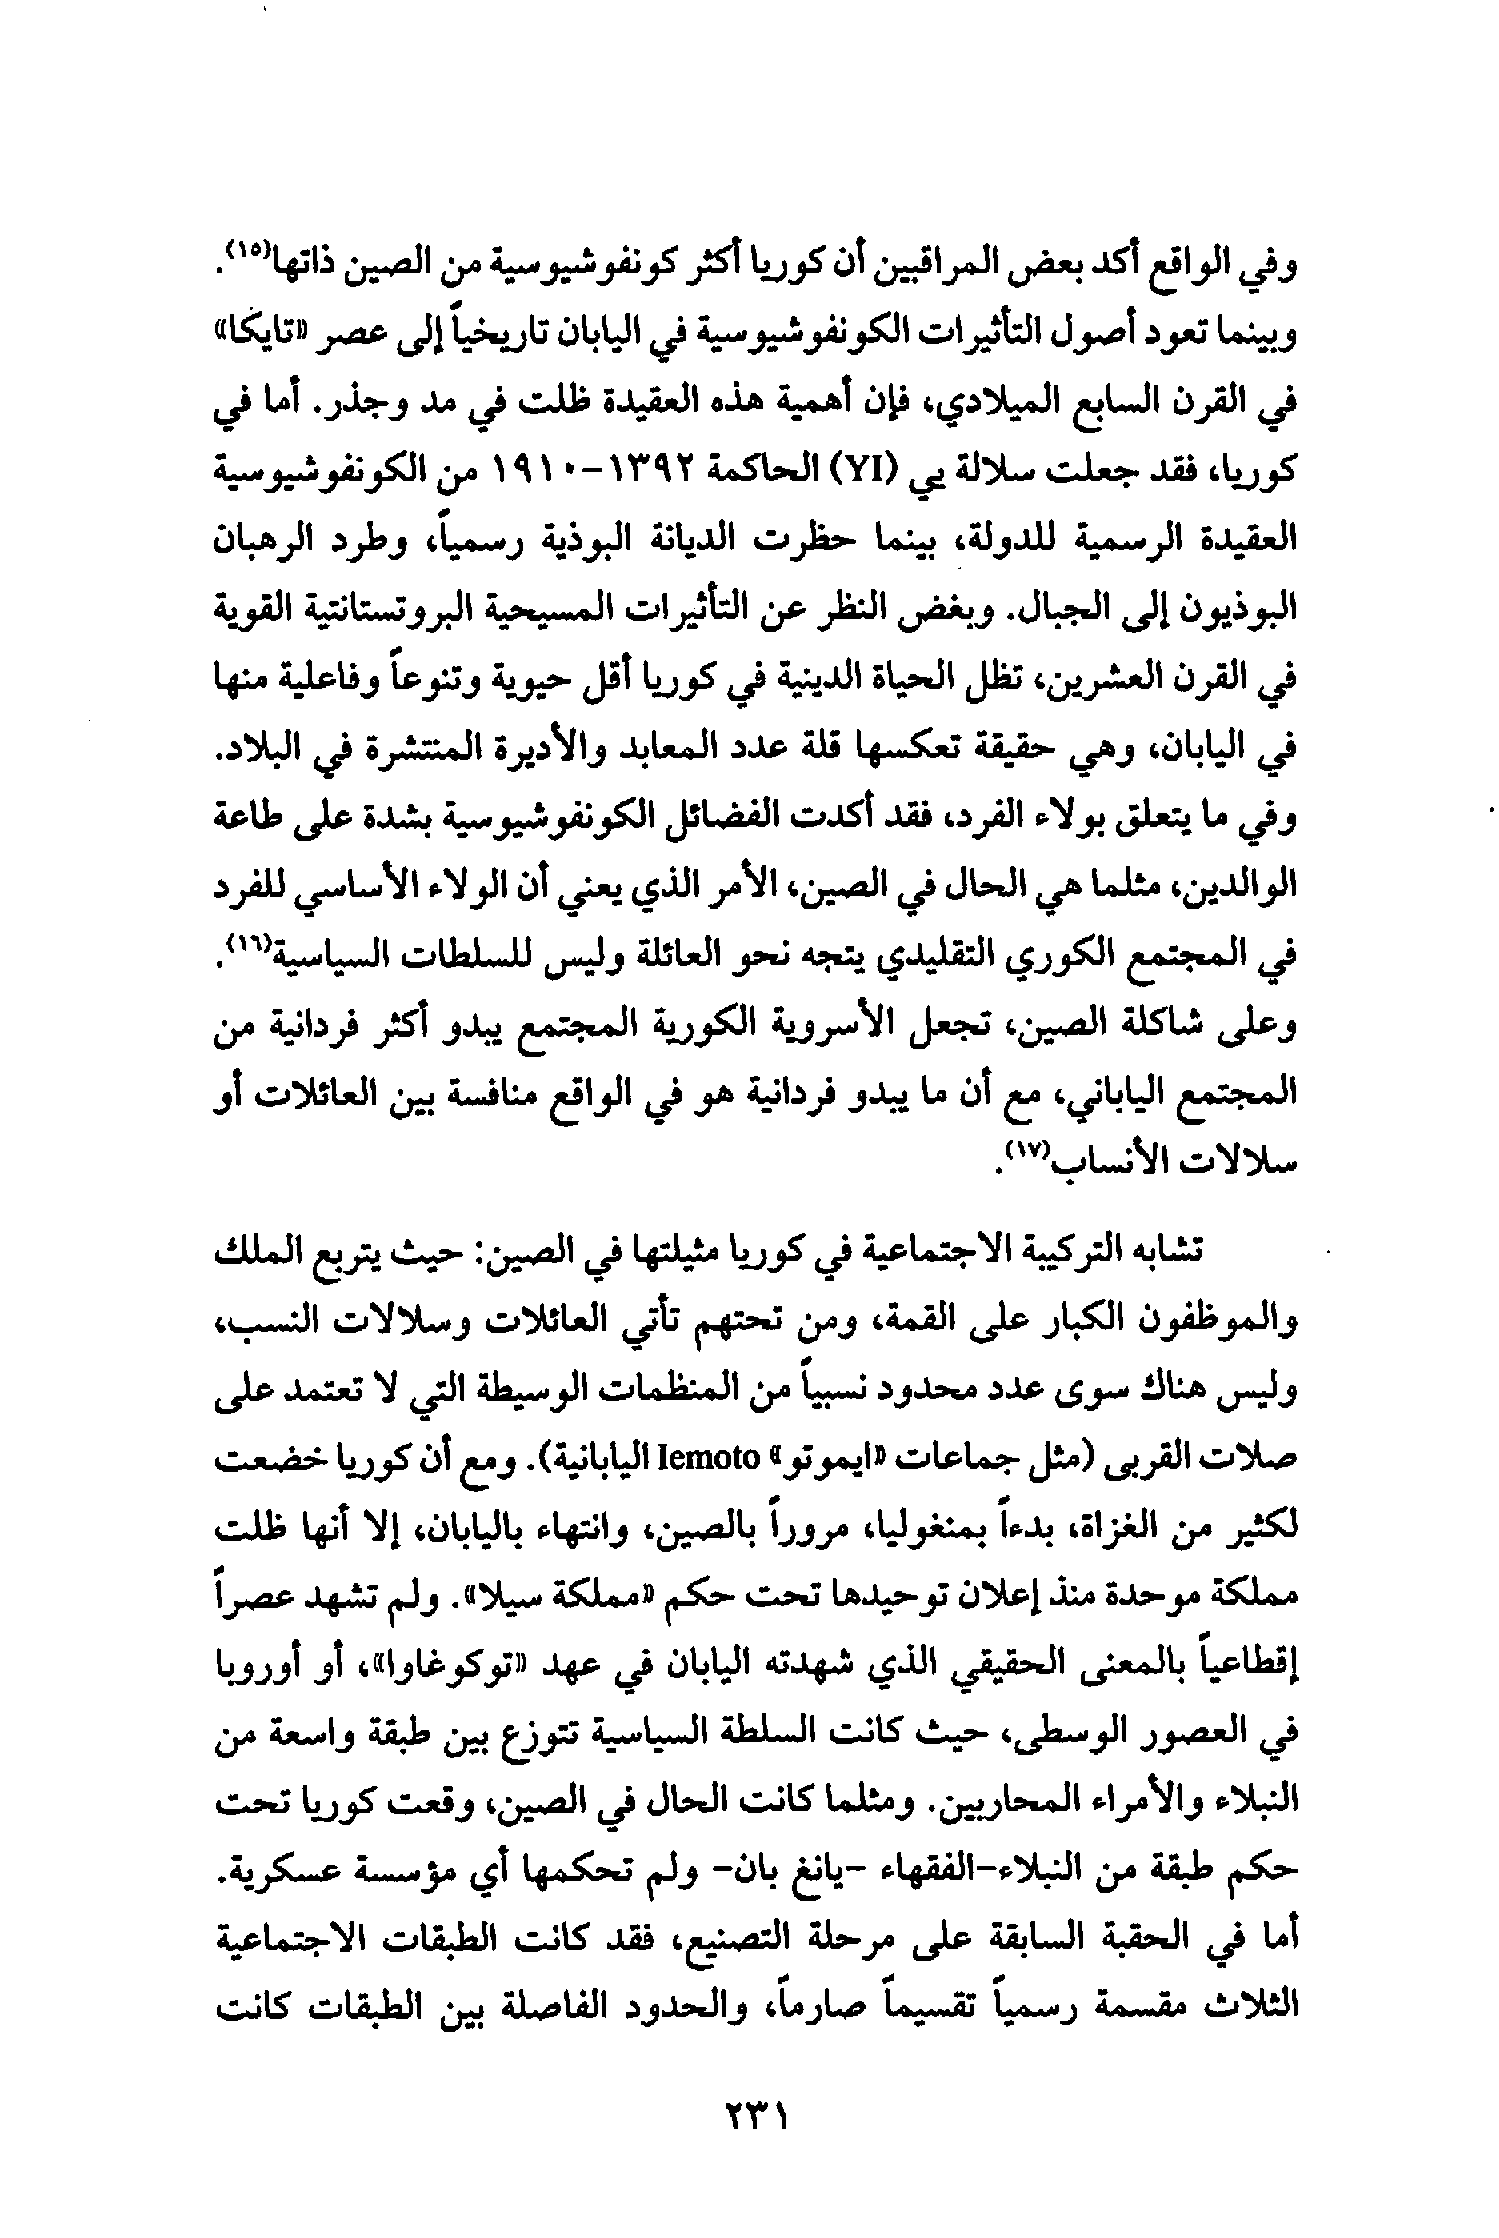 وفي الواقع أكد بعض المراقبين أن كوريا أكثر كونفوشيوسية من الصين ذاتها(١٥).
وبينما تعود أصول التأثيرات الكونفوشيوسية في اليابان تاريخياً إلى عصر «تايكا»
في القرن السابع الميلادي، فإن أهمية هذه العقيدة ظلت في مد وجذر. أما في
كوريا، فقد جعلت سلالة يي (YI) الحاكمة ١٣٩٢-١٩١٠ من الكونفوشيوسية
العقيدة الرسمية للدولة، بينما حظرت الديانة البوذية رسمياً، وطرد الرهبان
البوذيون إلى الجبال. وبغض النظر عن التأثيرات المسيحية البروتستانتية القوية
في القرن العشرين، تظل الحياة الدينية في كوريا أقل حيوية وتنوعاً وفاعلية منها
في اليابان، وهي حقيقة تعكسها قلة عدد المعابد والأديرة المنتشرة في البلاد.
وفي ما يتعلق بولاء الفرد، فقد أكدت الفضائل الكونفوشيوسية بشدة على طاعة
الوالدين، مثلما هي الحال في الصين، الأمر الذي يعني أن الولاء الأساسي للفرد
في المجتمع الكوري التقليدي يتجه نحو العائلة وليس للسلطات السياسية(١٦).
وعلى شاكلة الصين، تجعل الأسروية الكورية المجتمع يبدو أكثر فردانية من
المجتمع الياباني، مع أن ما يبدو فردانية هو في الواقع منافسة بين العائلات أو
سلالات الأنساب(١٧).
تشابه التركيبة الاجتماعية في كوريا مثيلتها في الصين: حيث يتربع الملك
والموظفون الكبار على القمة، ومن تحتهم تأتي العائلات وسلالات النسب،
وليس هناك سوى عدد محدود نسبياً من المنظمات الوسيطة التي لا تعتمد على
صلات القربى (مثل جماعات «ايموتو» Iemoto اليابانية). ومع أن كوريا خضعت
لكثير من الغزاة، بدءاً بمنغوليا، مروراً بالصين، وانتهاء باليابان، إلا أنها ظلت
مملكة موحدة منذ إعلان توحيدها تحت حكم «مملكة سيلا». ولم تشهد عصراً
إقطاعياً بالمعنى الحقيقي الذي شهدته اليابان في عهد «توكوغاوا»، أو أوروبا
في العصور الوسطى، حيث كانت السلطة السياسية تتوزع بين طبقة واسعة من
النبلاء والأمراء المحاربين. ومثلما كانت الحال في الصين، وقعت كوريا تحت
حكم طبقة من النبلاء-الفقهاء -يانغ بان- ولم تحكمها أي مؤسسة عسكرية.
أما في الحقبة السابقة على مرحلة التصنيع، فقد كانت الطبقات الاجتماعية
الثلاث مقسمة رسمياً تقسيماً صارماً، والحدود الفاصلة بين الطبقات كانت
٢٣١